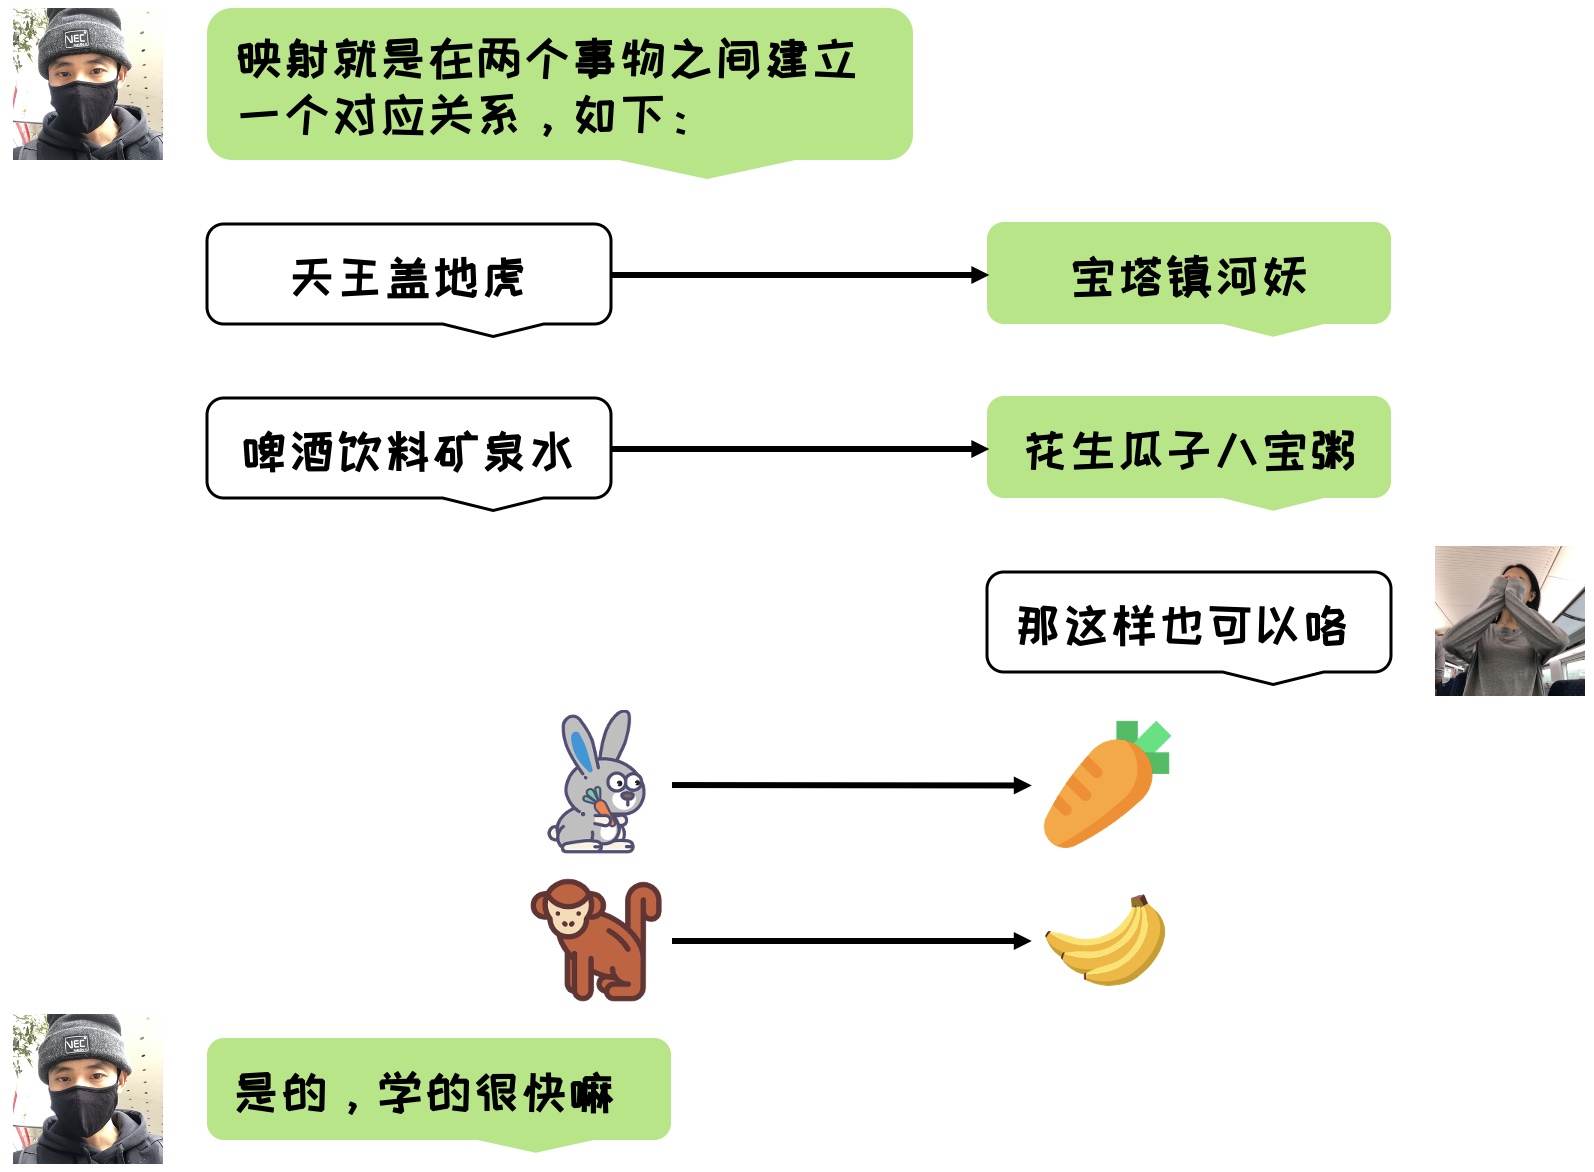 映射就是在两个事物之间建立
一个对应关系，如下：
天王盖地虎
宝塔镇河妖
啤酒饮料矿泉水
花生瓜子八宝粥
那这样也可以咯
是的，学的很快嘛
NEC